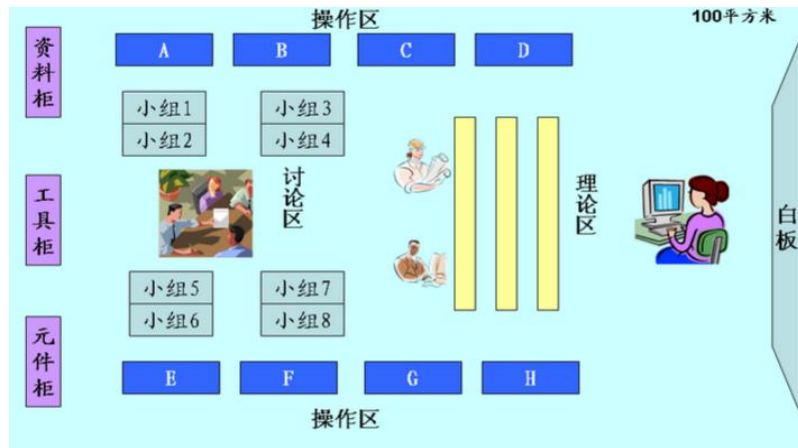 操作区
100平方米
资料柜
A
B
C
D
小组1
小组2
小组3
小组4
工具柜
讨论区
理论区
白板
小组5
小组6
小组7
小组8
元件柜
E
F
G
H
操作区